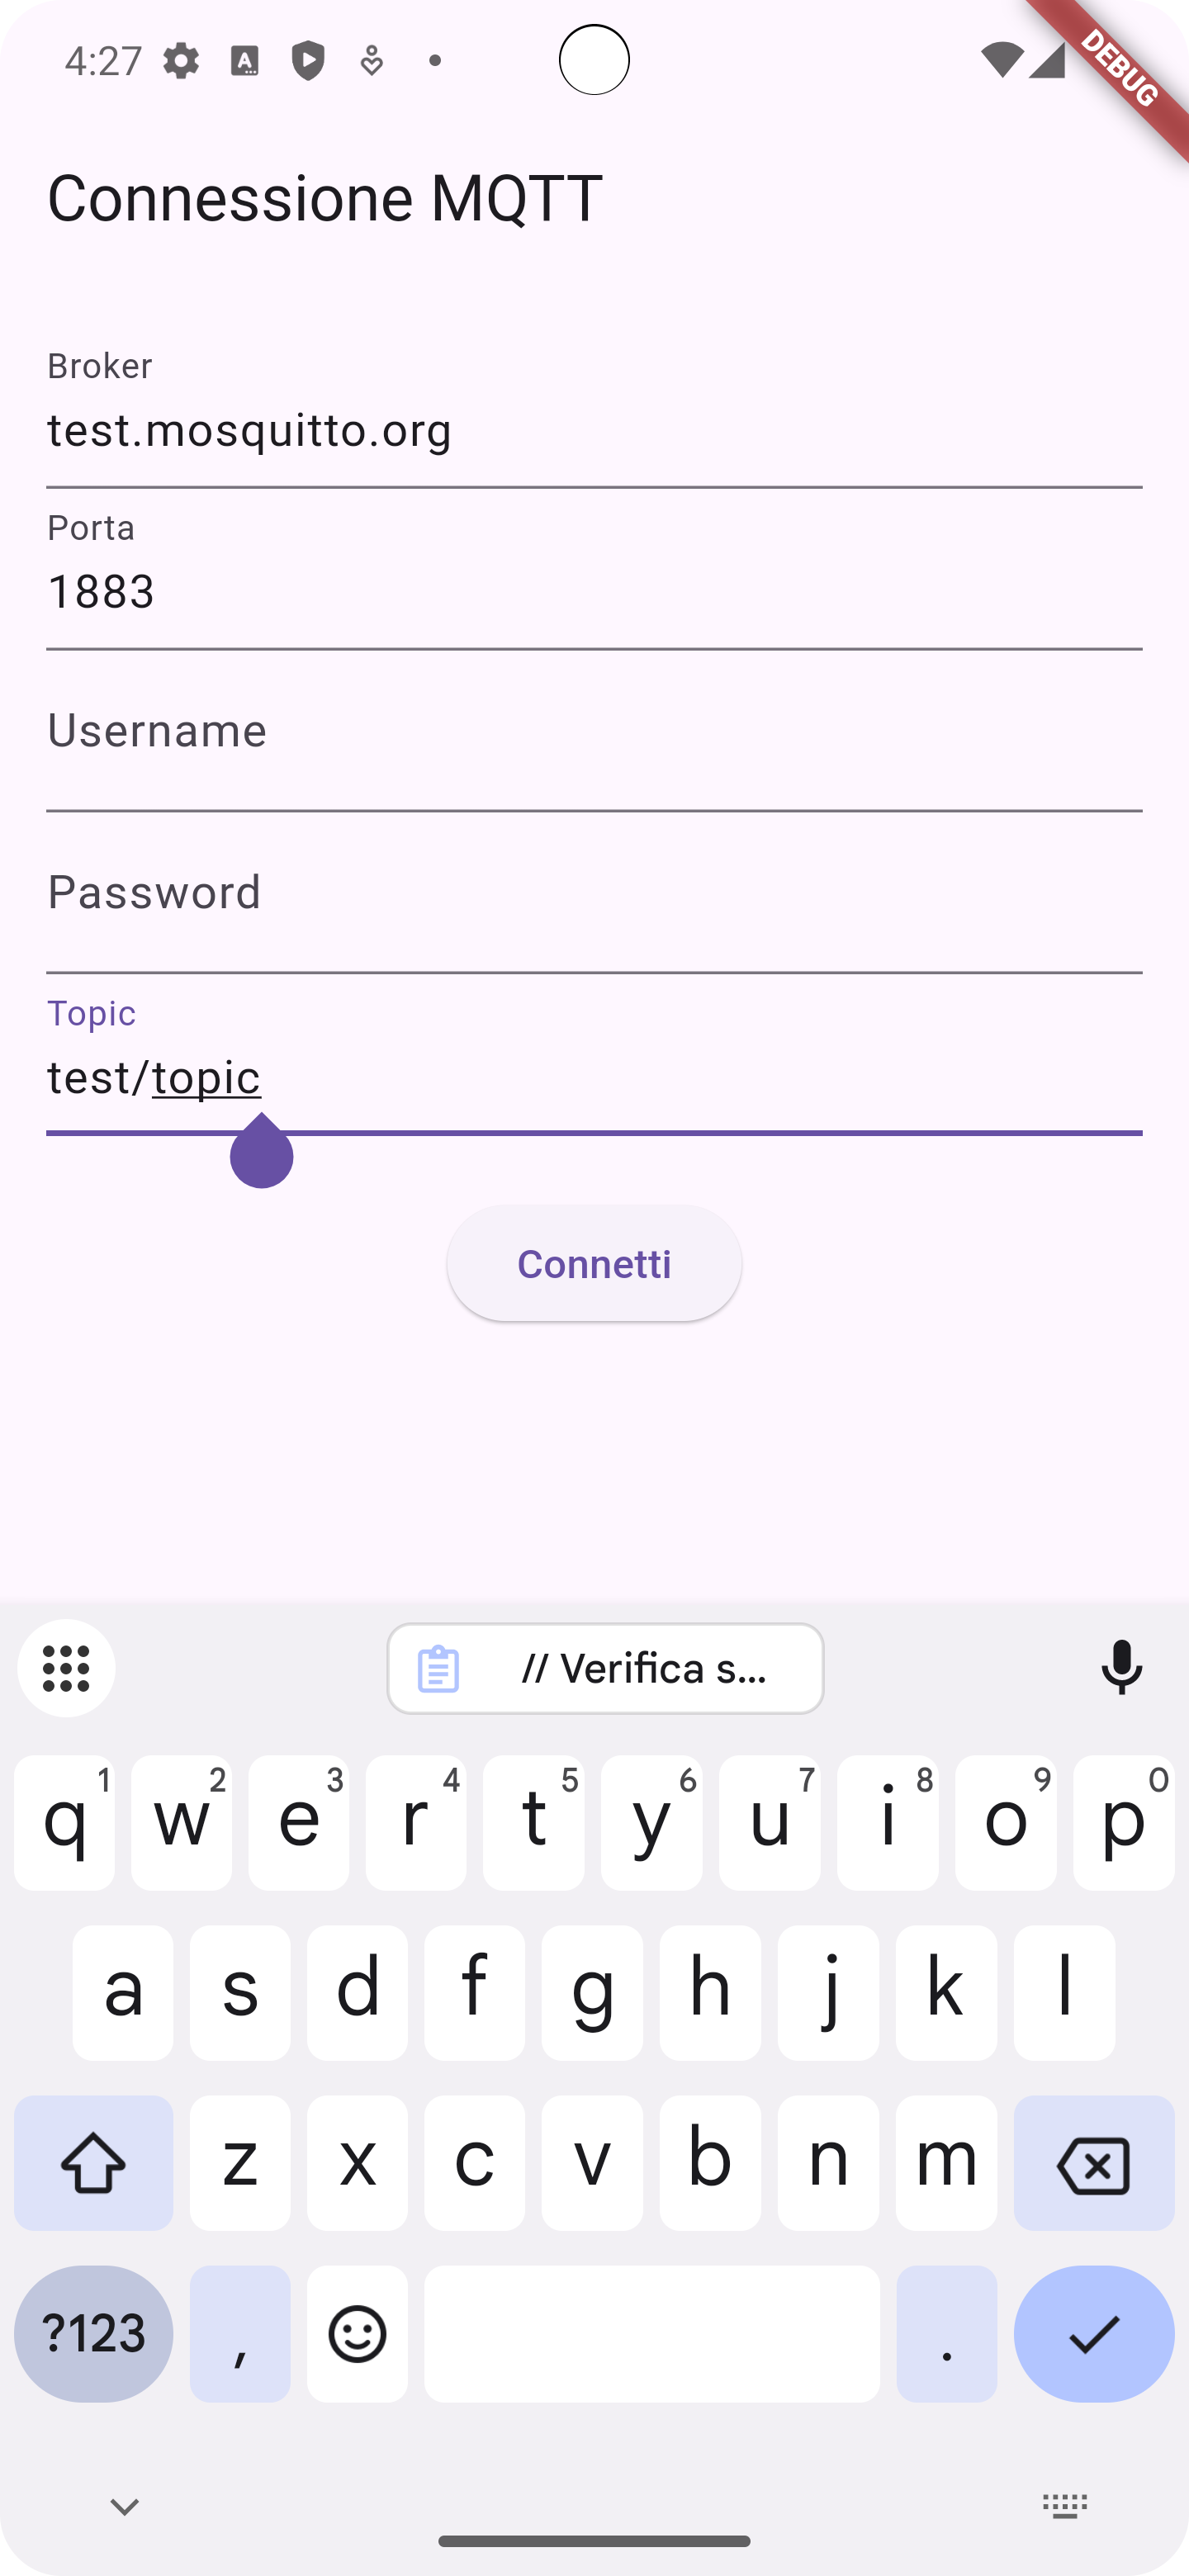 4:27
DEBUG
Connessione MQTT
Broker
test.mosquitto.org
Porta
1883
Username
Password
Topic
test/topic
Connetti
// Verifica s...
1 2 3 4 5 6 7 8 9 0
q w e r t y u i o p
a s d f g h j k l
z x c v b n m
?123 , .